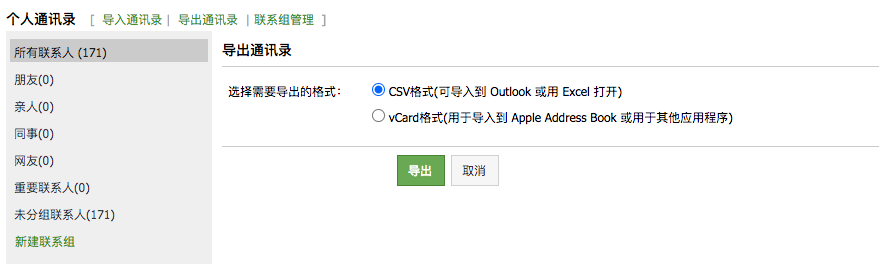 个人通讯录 [ 导入通讯录 | 导出通讯录 | 联系组管理 ]
所有联系人 (171)
朋友(0)
亲人(0)
同事(0)
网友(0)
重要联系人(0)
未分组联系人(171)
新建联系组
导出通讯录
选择需要导出的格式：
CSV格式(可导入到 Outlook 或用 Excel 打开)
vCard格式(用于导入到 Apple Address Book 或用于其他应用程序)
导出 取消